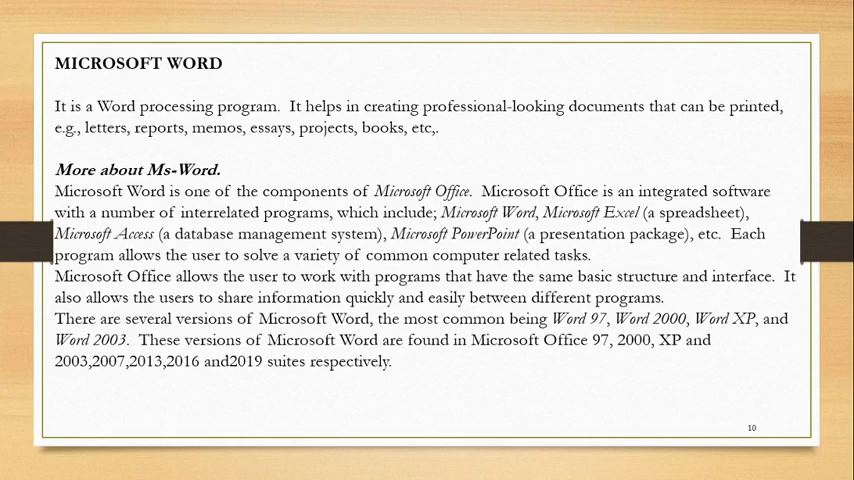 MICROSOFT WORD
It is a Word processing program. It helps in creating professional-looking documents that can be printed,
e.g., letters, reports, memos, essays, projects, books, etc,.
More about Ms-Word.
Microsoft Word is one of the components of Microsoft Office. Microsoft Office is an integrated software
with a number of interrelated programs, which include; Microsoft Word, Microsoft Excel (a spreadsheet),
Microsoft Access (a database management system), Microsoft PowerPoint (a presentation package), etc. Each
program allows the user to solve a variety of common computer related tasks.
Microsoft Office allows the user to work with programs that have the same basic structure and interface. It
also allows the users to share information quickly and easily between different programs.
There are several versions of Microsoft Word, the most common being Word 97, Word 2000, Word XP, and
Word 2003. These versions of Microsoft Word are found in Microsoft Office 97, 2000, XP and
2003,2007,2013,2016 and2019 suites respectively.
10